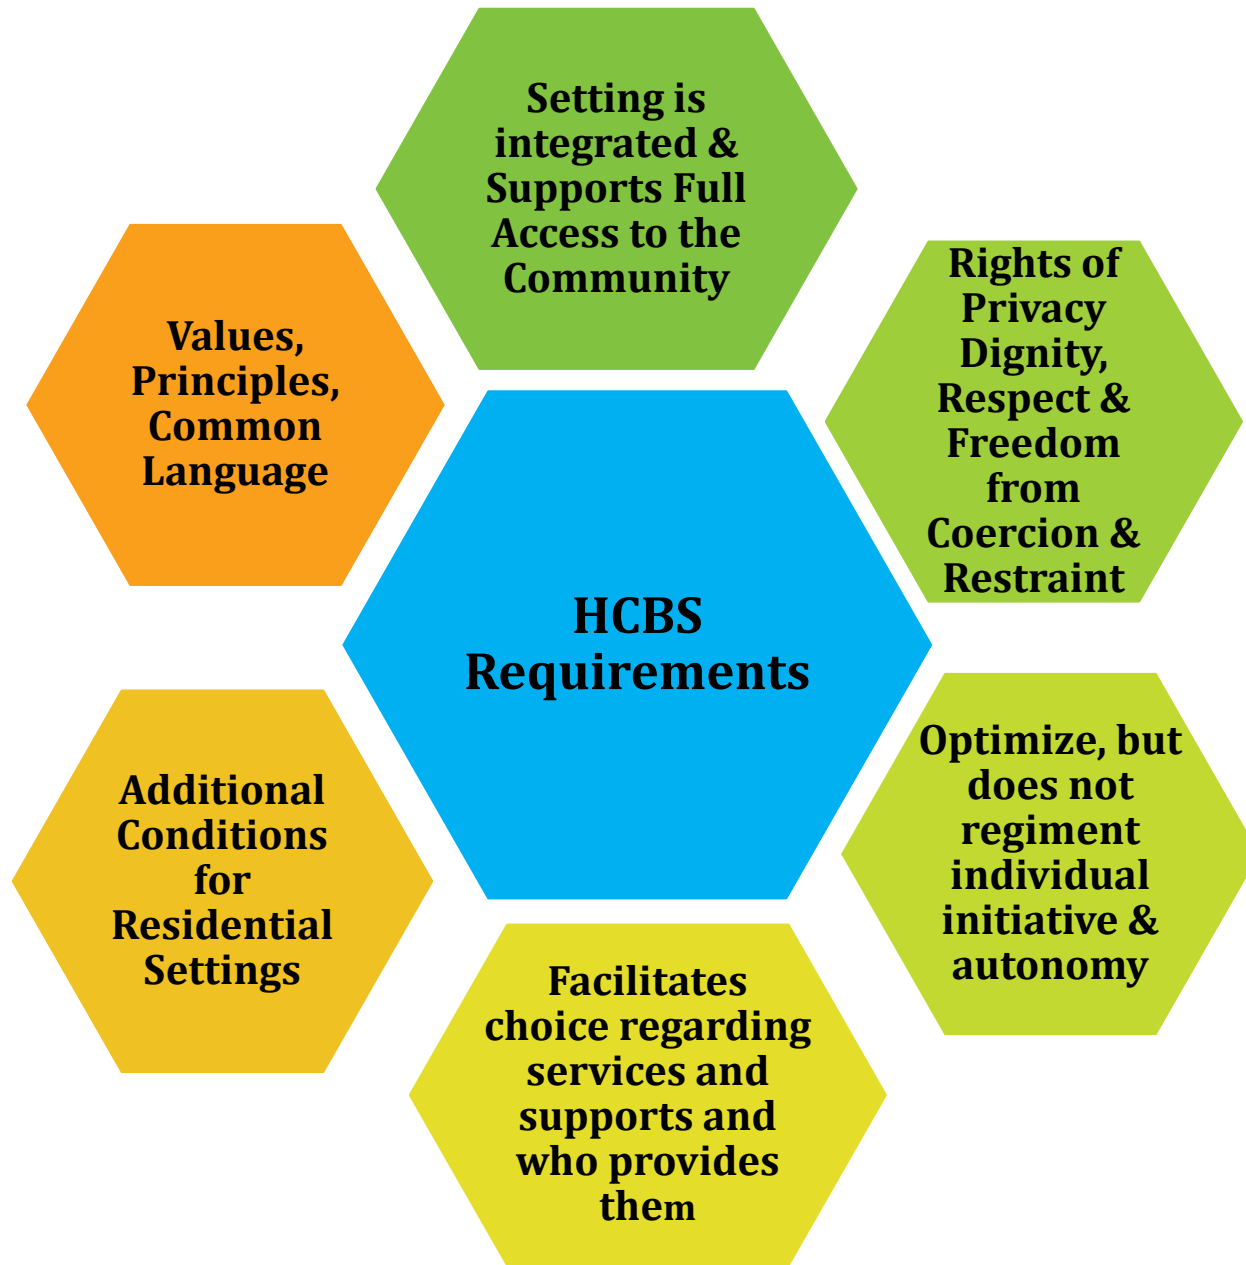 Setting is
integrated &
Supports Full
Access to the
Community
Rights of
Privacy
Dignity,
Respect &
Freedom
from
Coercion &
Restraint
Optimize, but
does not
regiment
individual
initiative &
autonomy
Facilitates
choice regarding
services and
supports and
who provides
them
Additional
Conditions
for
Residential
Settings
Values,
Principles,
Common
Language
HCBS
Requirements